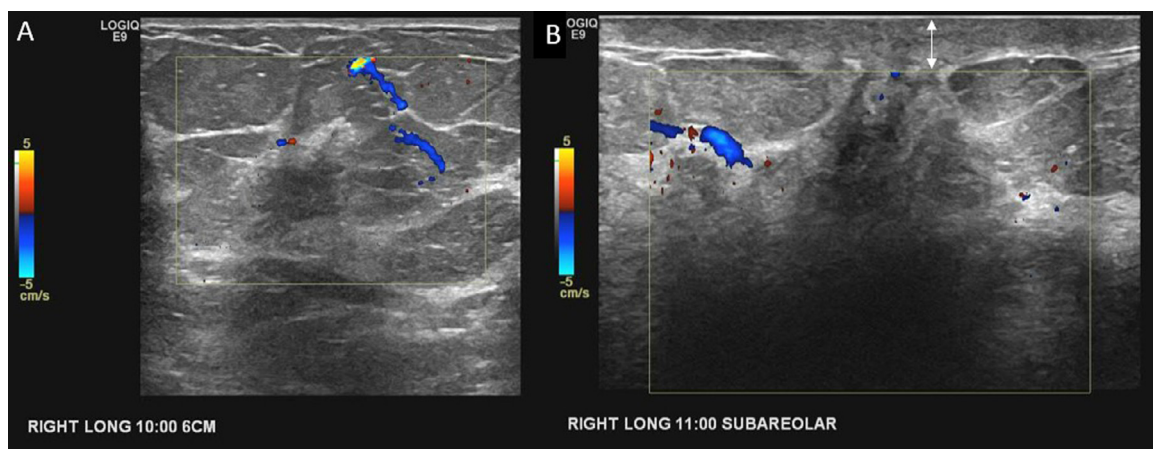 A
LOGIQ
E9
5
-5
cm/s
RIGHT LONG 10:00 6CM
B
LOGIQ
E9
5
-5
cm/s
RIGHT LONG 11:00 SUBAREOLAR